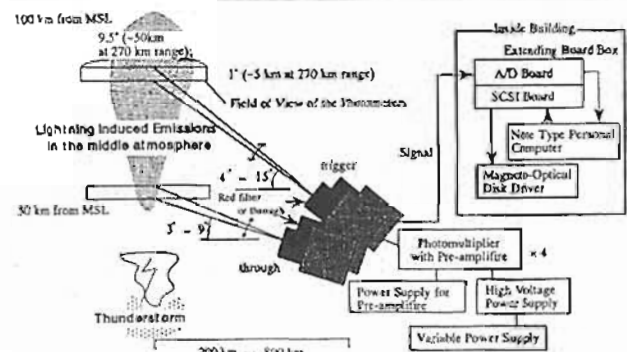 100 km from MSL
9.5° (~50km
at 270 km range)
1° (~5 km at 270 km range)
Field of View of the Photometers
Lightning Induced Emissions
in the middle atmosphere
trigger
4° – 15°
Red filter
50 km from MSL
3° – 9°
through
Thunderstorm
Signal
Inside Building
Extending Board Box
A/D Board
SCSI Board
Note Type Personal
Computer
Magneto-Optical
Disk Driver
Photomultiplier
with Pre-amplifire
× 4
Power Supply for
Pre-amplifire
High Voltage
Power Supply
Variable Power Supply